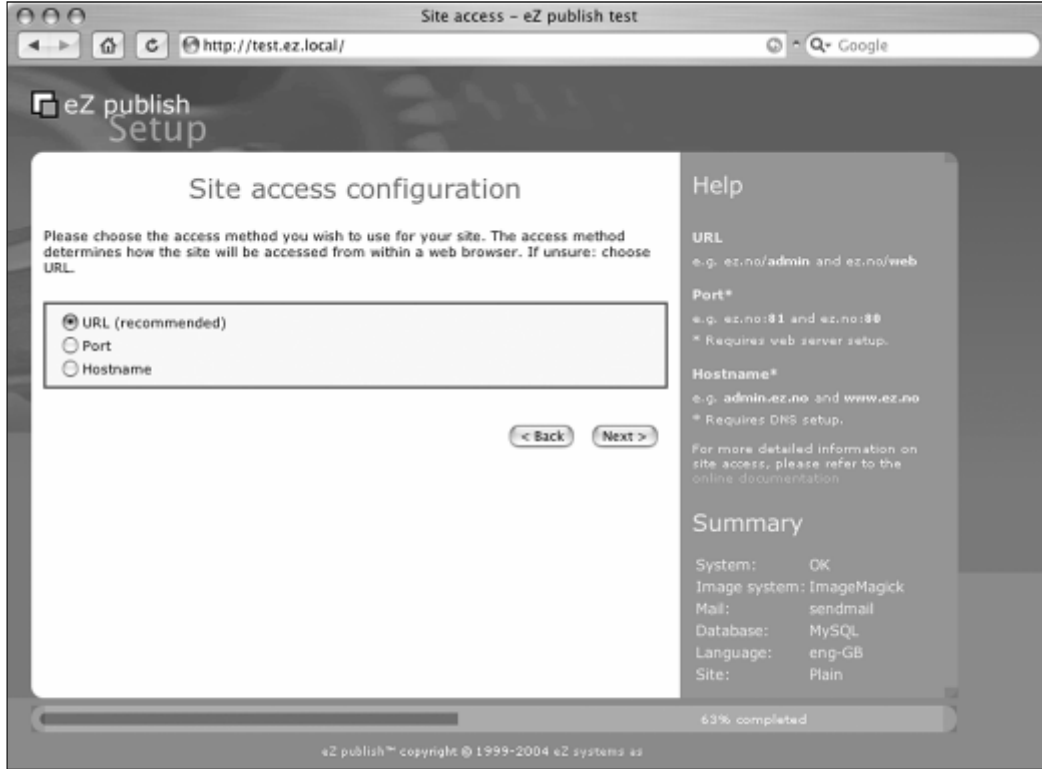 Site access – eZ publish test
http://test.ez.local/
Google
eZ publish
Setup
Site access configuration
Please choose the access method you wish to use for your site. The access method
determines how the site will be accessed from within a web browser. If unsure: choose
URL.
URL (recommended)
Port
Hostname
< Back
Next >
Help
URL
e.g. ez.no/admin and ez.no/web
Port*
e.g. ez.no:81 and ez.no:80
* Requires web server setup.
Hostname*
e.g. admin.ez.no and www.ez.no
* Requires DNS setup.
For more detailed information on
site access, please refer to the
online documentation
Summary
System: OK
Image system: ImageMagick
Mail: sendmail
Database: MySQL
Language: eng-GB
Site: Plain
63% completed
eZ publish™ copyright © 1999-2004 eZ systems as